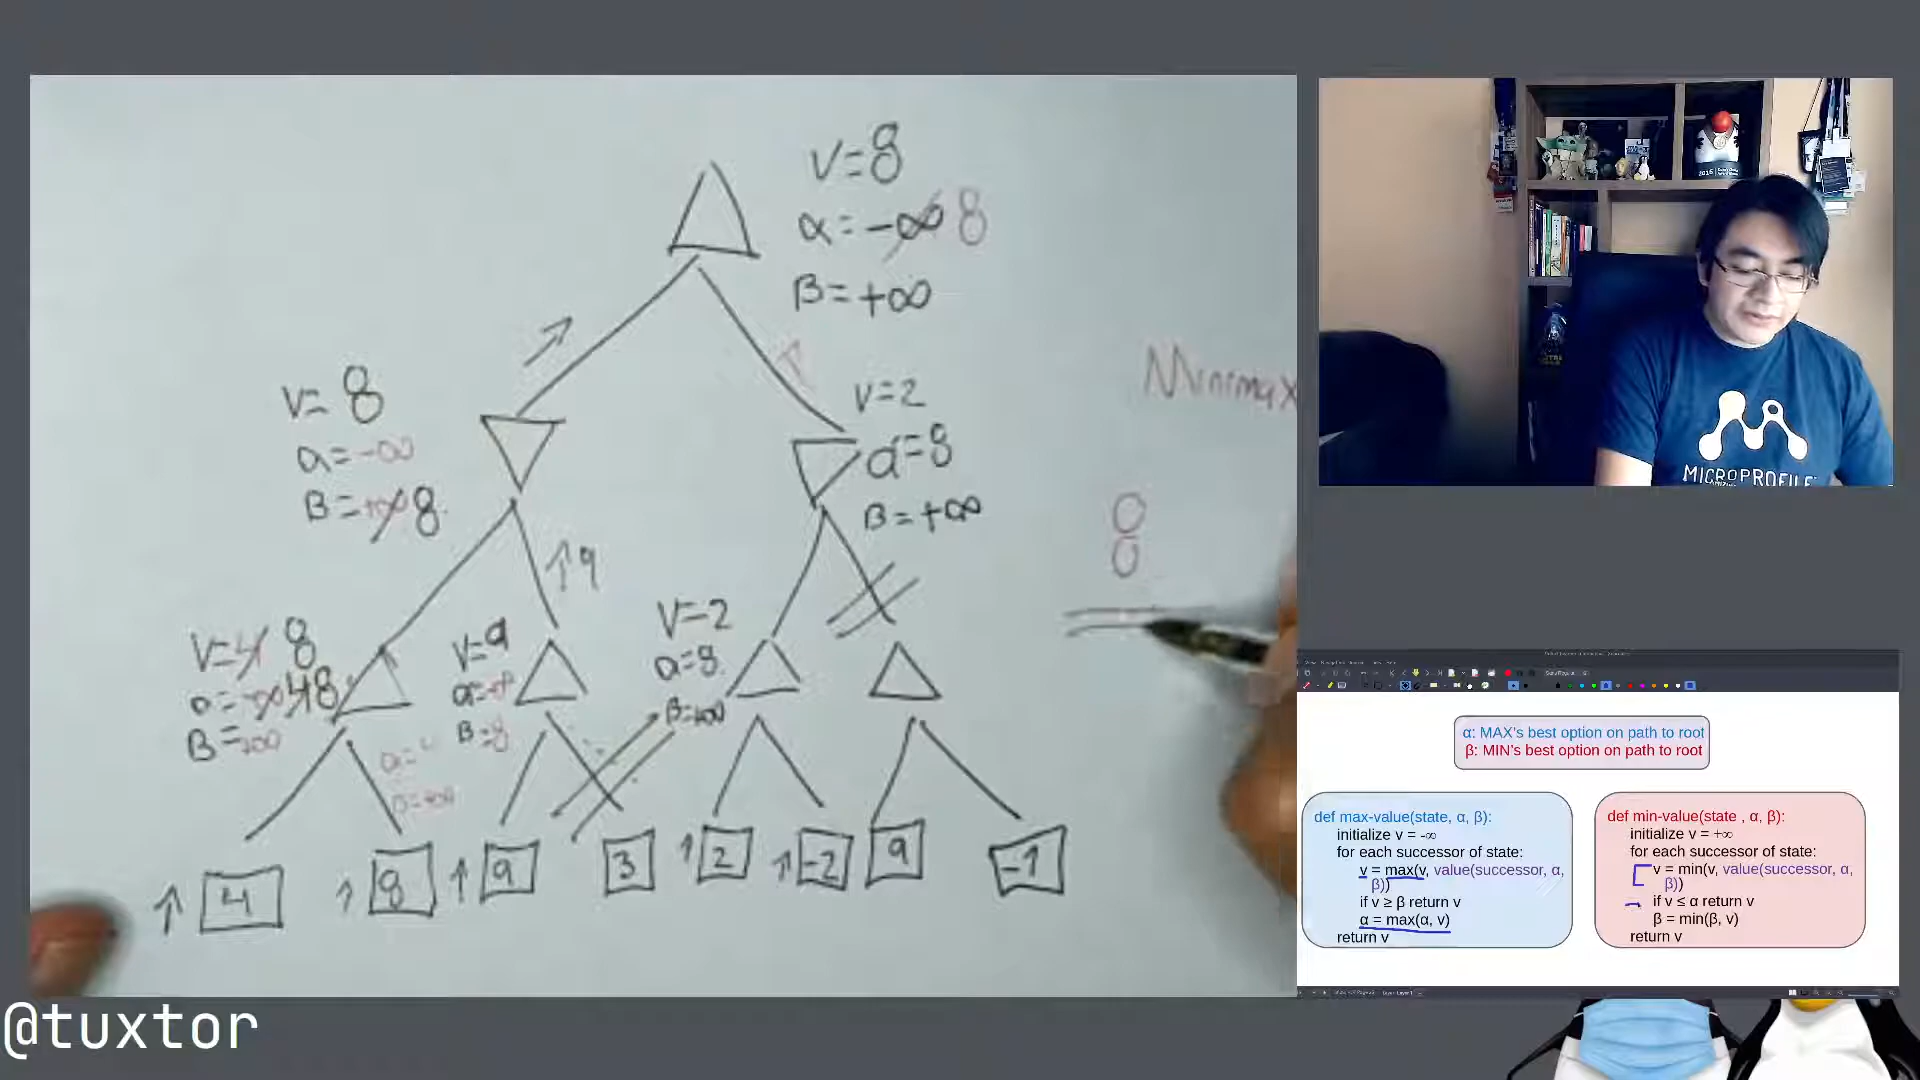 V=8
α=-∞ 8
β=+∞
Minimax
V=8
α=-∞
β=+∞ 8
V=2
α=8
β=+∞
↑9
8
V=4 8
α=-∞ 4 8
β=+∞
V=9
α=-∞
β=8
V=2
α=8
β=+∞
β=+∞
↑ 4
↑ 8
↑ 9
3
↑ 2
↑ -2
9
-1
MICROPROFILE
α: MAX's best option on path to root
β: MIN's best option on path to root
def max-value(state, α, β):
initialize v = -∞
for each successor of state:
v = max(v, value(successor, α,
β))
if v ≥ β return v
α = max(α, v)
return v
def min-value(state , α, β):
initialize v = +∞
for each successor of state:
v = min(v, value(successor, α,
β))
if v ≤ α return v
β = min(β, v)
return v
@tuxtor